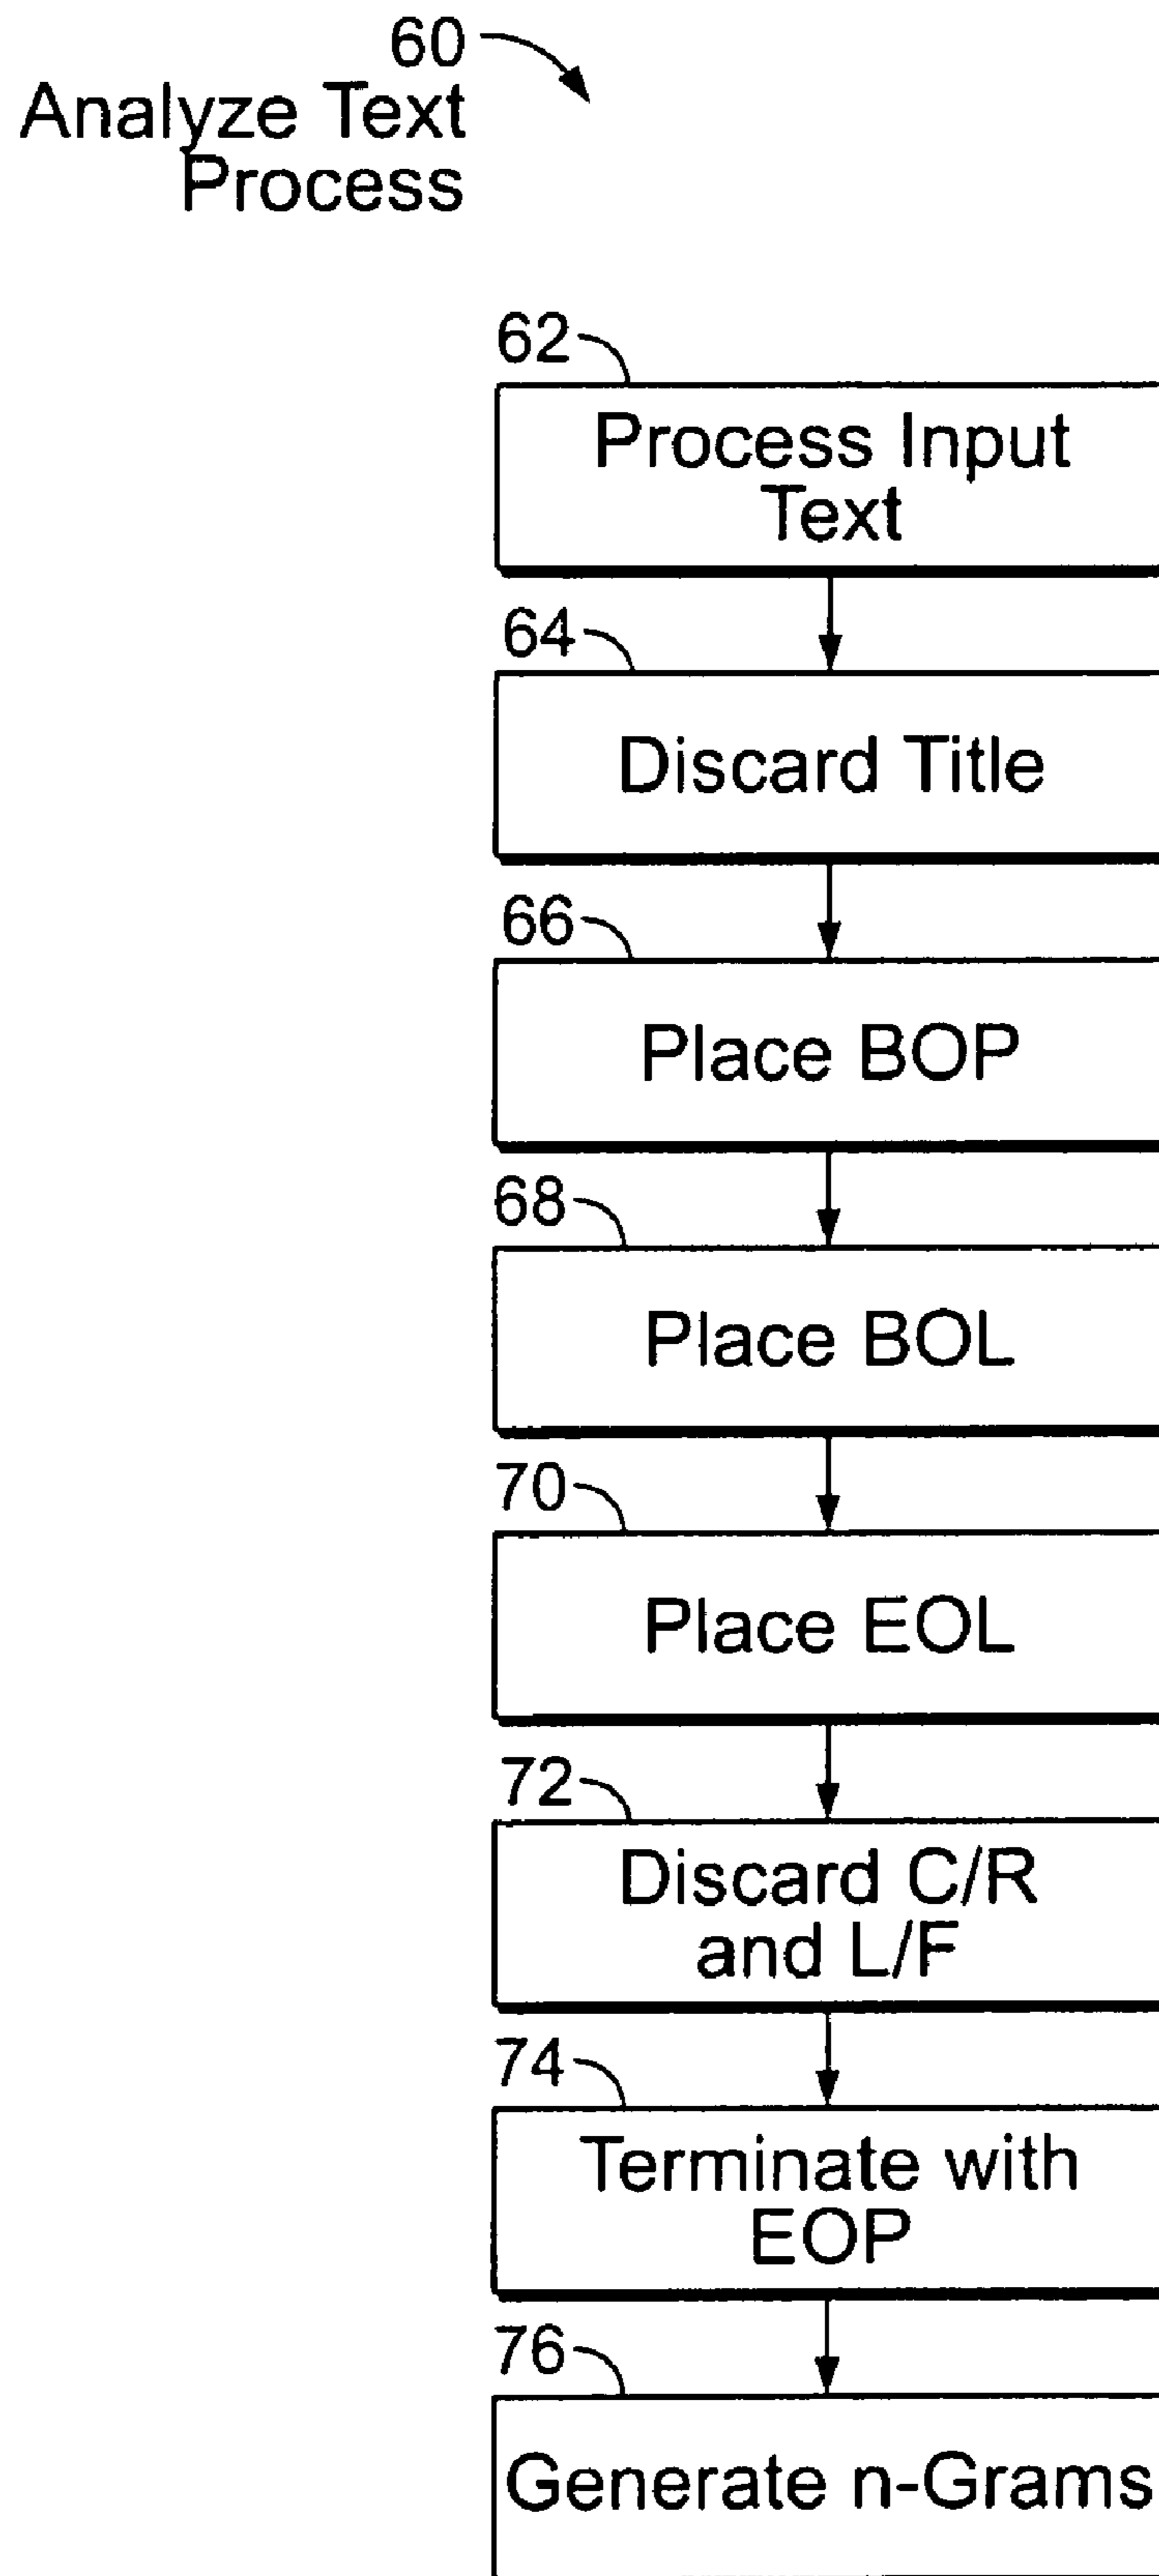 60
Analyze Text
Process
62
Process Input
Text
64
Discard Title
66
Place BOP
68
Place BOL
70
Place EOL
72
Discard C/R
and L/F
74
Terminate with
EOP
76
Generate n-Grams